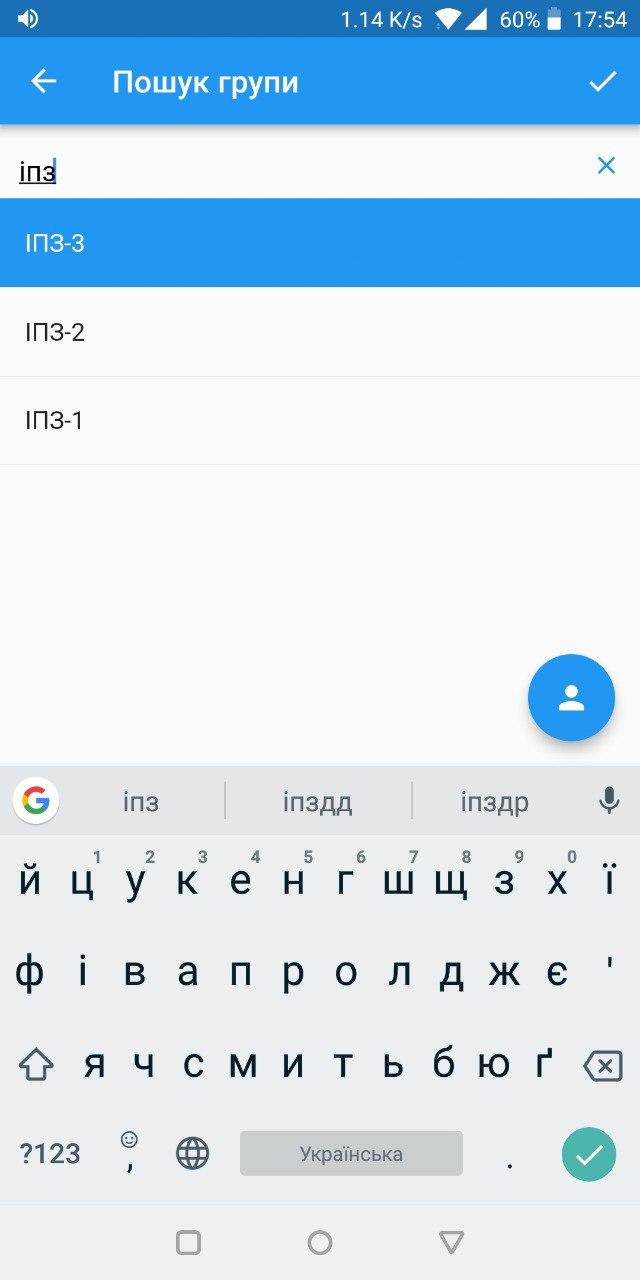 1.14 K/s 60% 17:54
Пошук групи
іпз
ІПЗ-3
ІПЗ-2
ІПЗ-1
G іпз іпздд іпздр
1 2 3 4 5 6 7 8 9 0
й ц у к е н г ш щ з х ї
ф і в а п р о л д ж є '
я ч с м и т ь б ю ґ
?123 , Українська .